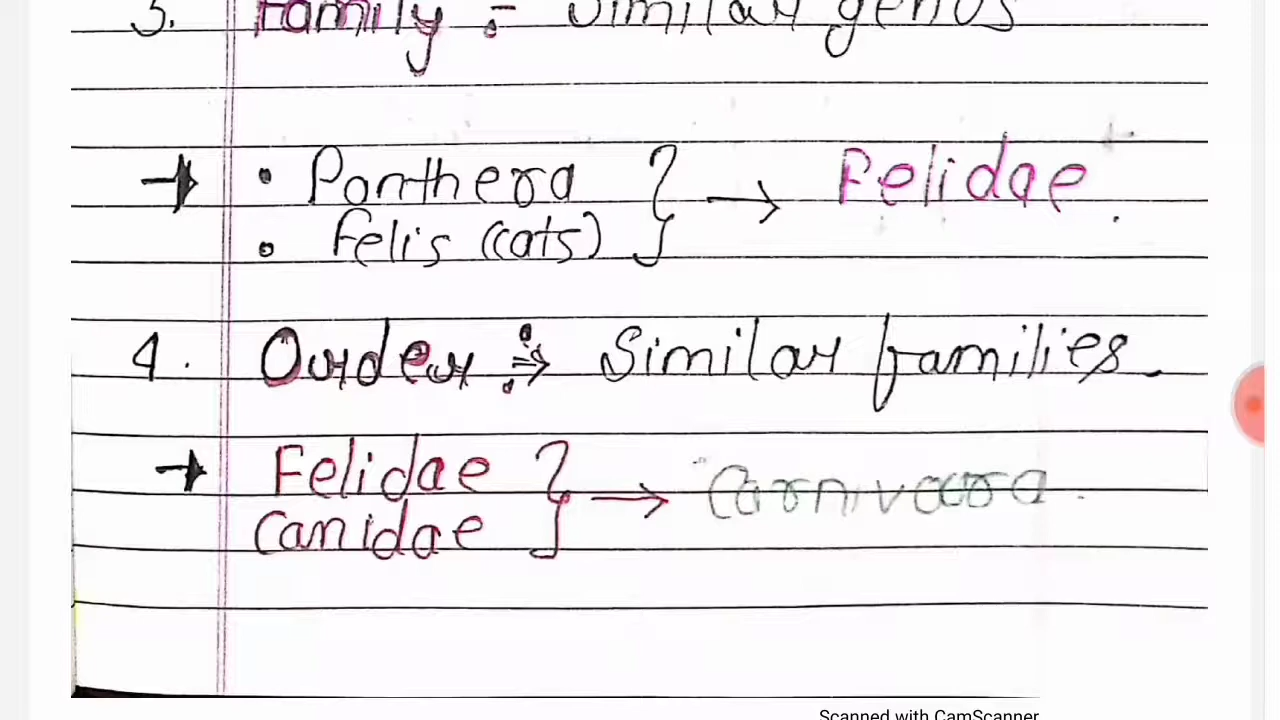 3. Family :- Similar genus
→ • Panthera } → Felidae.
• Felis (cats)
4. Order :→ Similar families.
→ Felidae } → Carnivora.
Canidae
Scanned with CamScanner